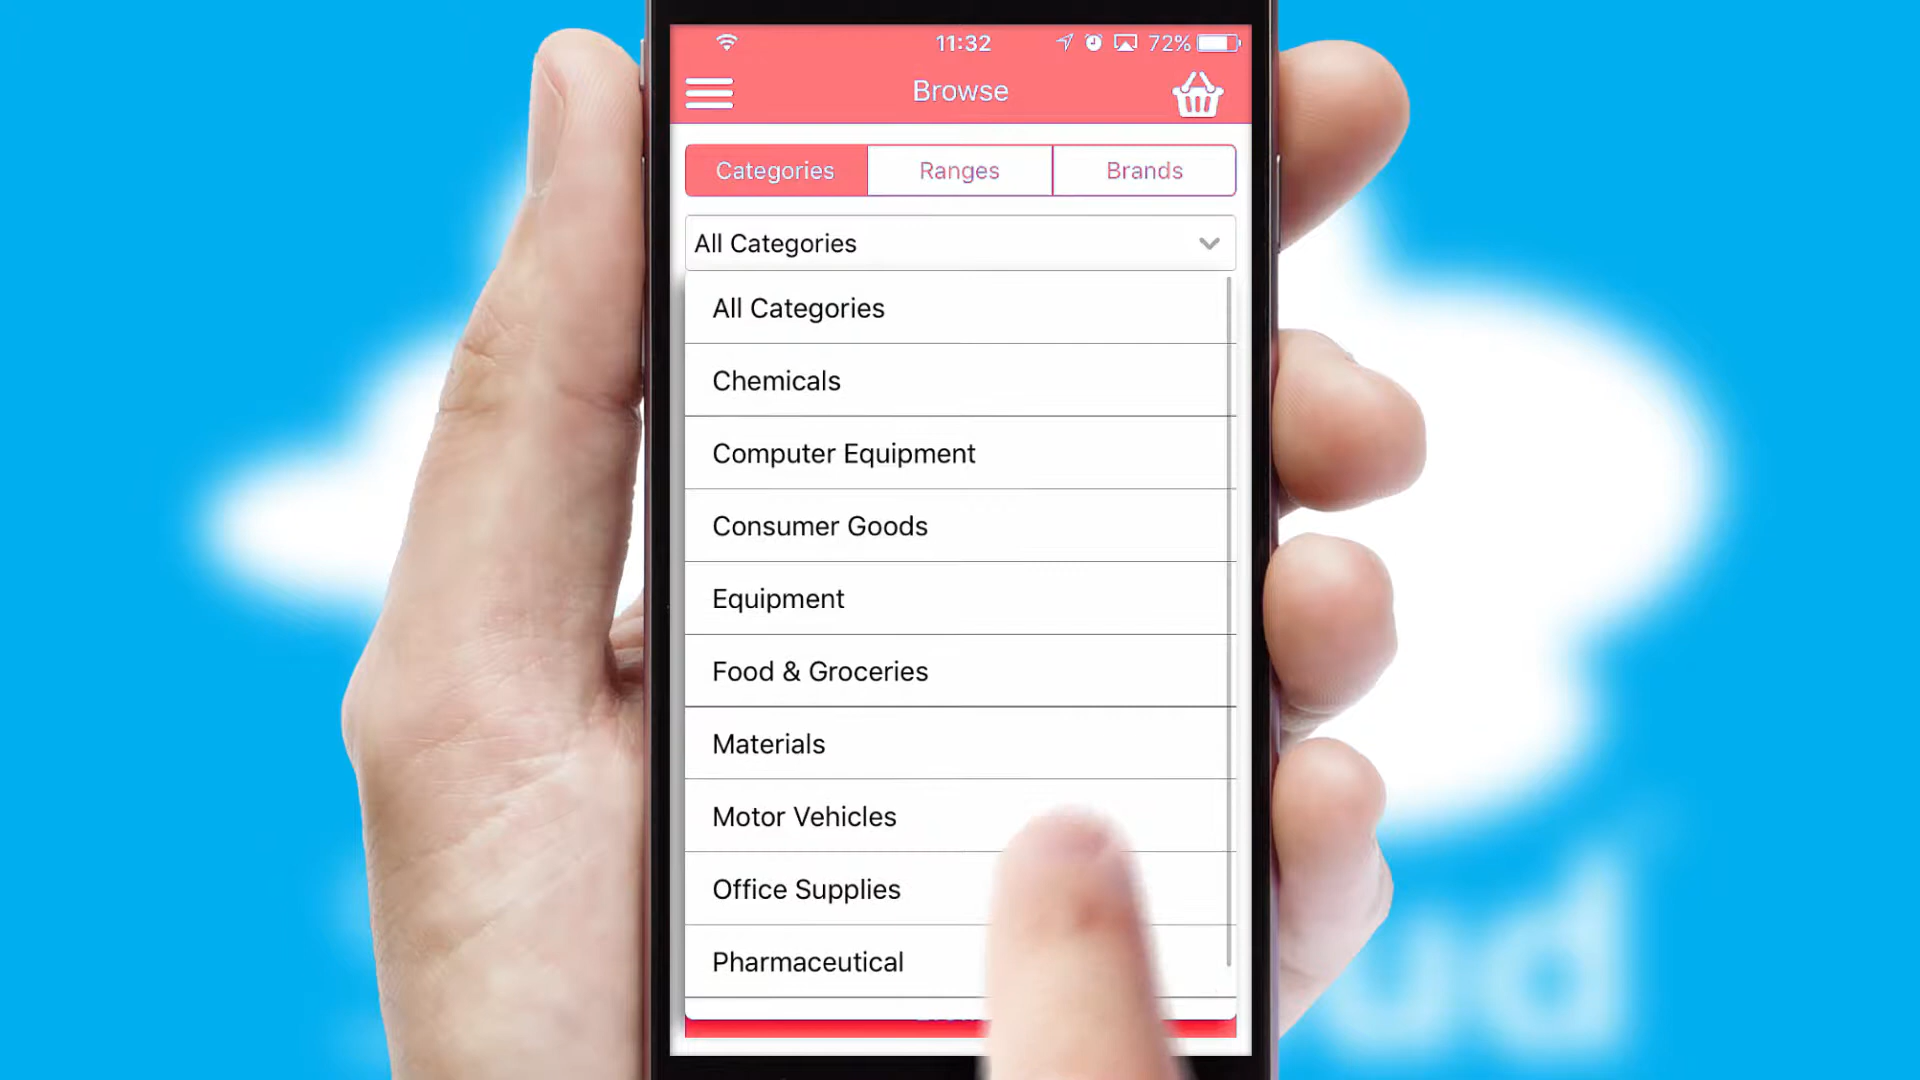 11:32
72%
Browse
Categories
Ranges
Brands
All Categories
All Categories
Chemicals
Computer Equipment
Consumer Goods
Equipment
Food & Groceries
Materials
Motor Vehicles
Office Supplies
Pharmaceutical
ud